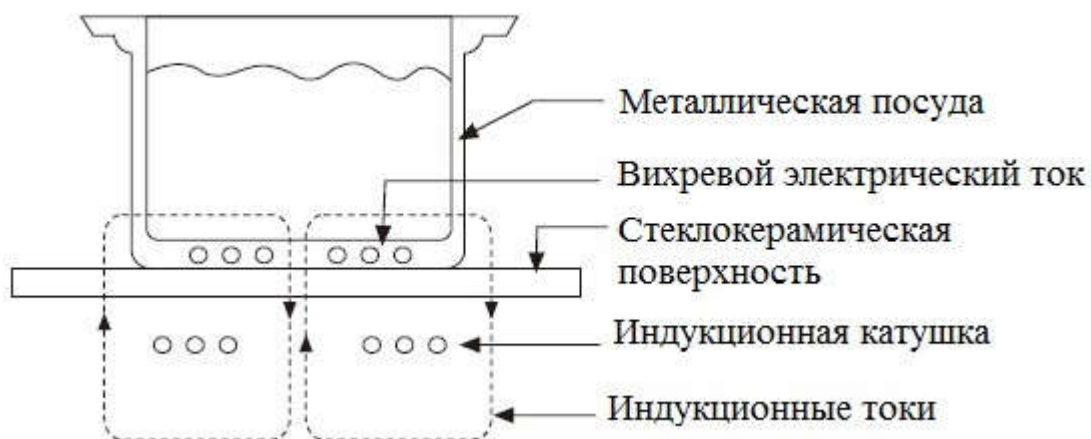 Металлическая посуда
Вихревой электрический ток
Стеклокерамическая
поверхность
Индукционная катушка
Индукционные токи